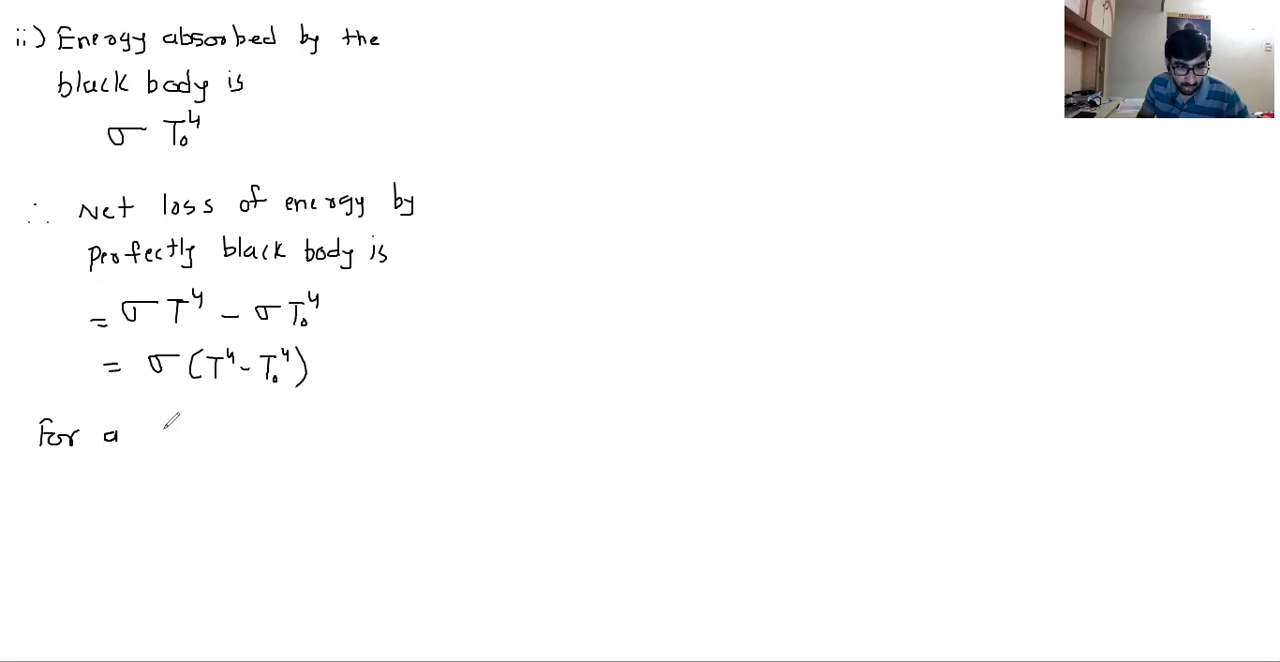 ii) Energy absorbed by the
black body is
σ T₀⁴
∴ Net loss of energy by
perfectly black body is
= σ T⁴ - σ T₀⁴
= σ (T⁴ - T₀⁴)
For a